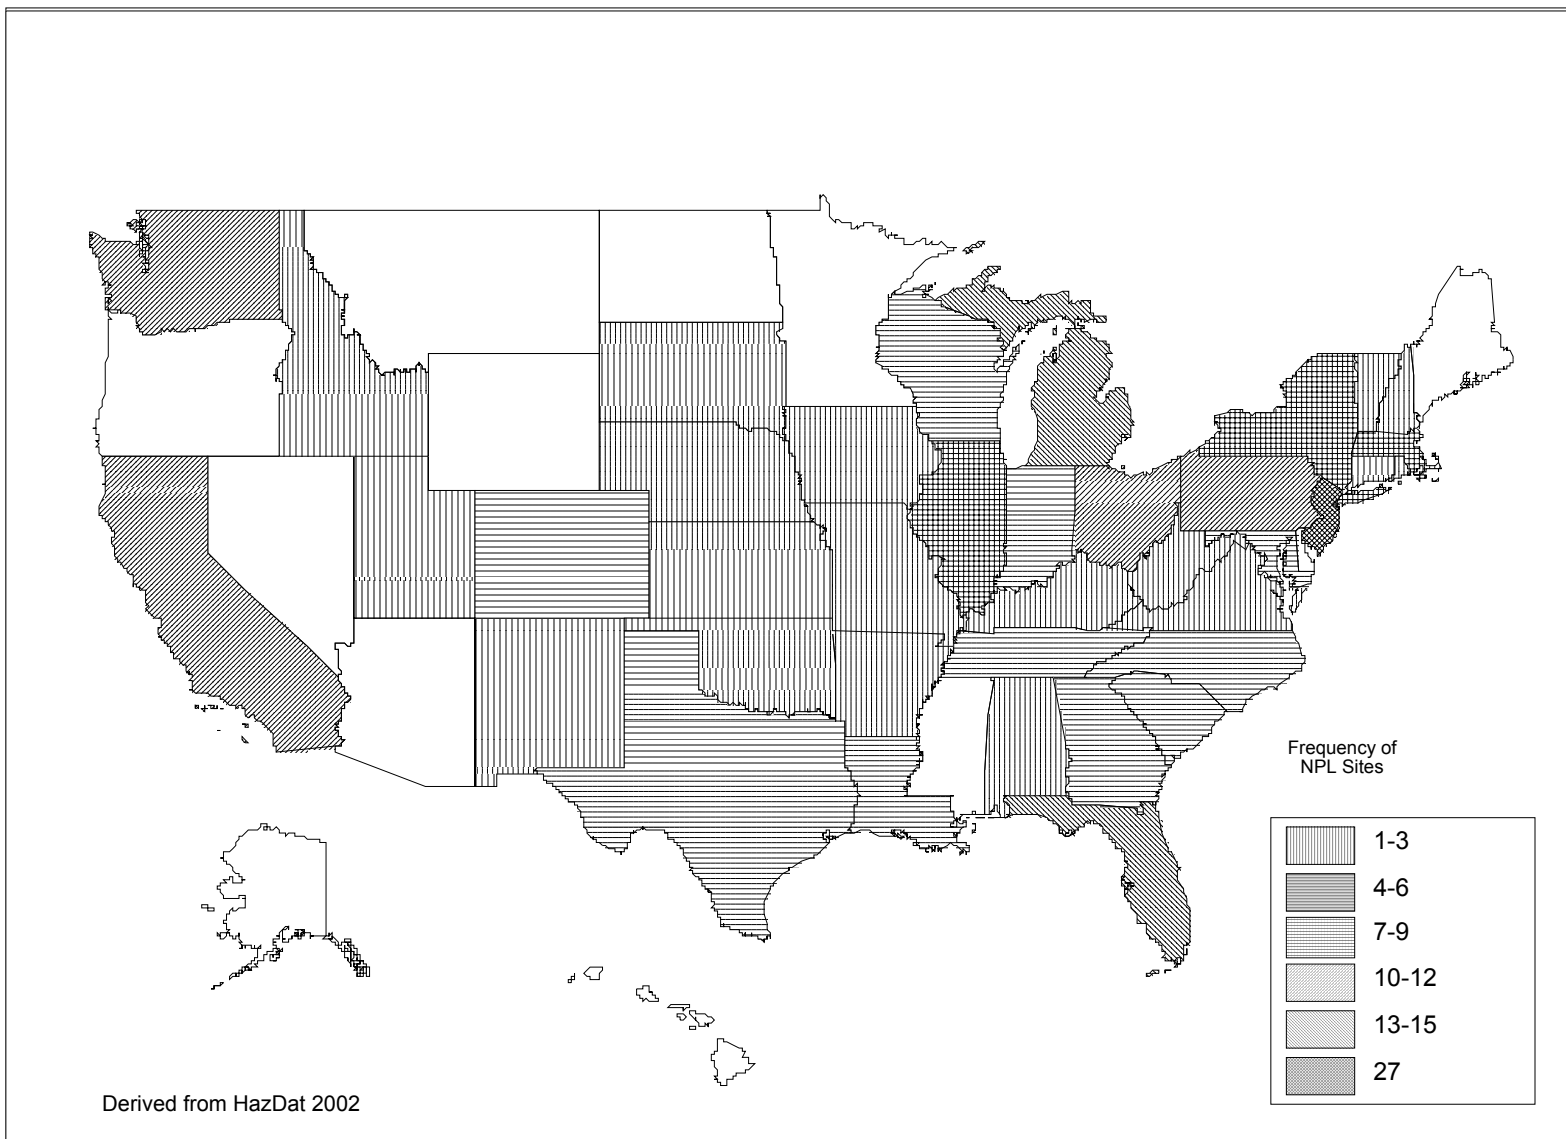 Frequency of
NPL Sites
1-3
4-6
7-9
10-12
13-15
27
Derived from HazDat 2002